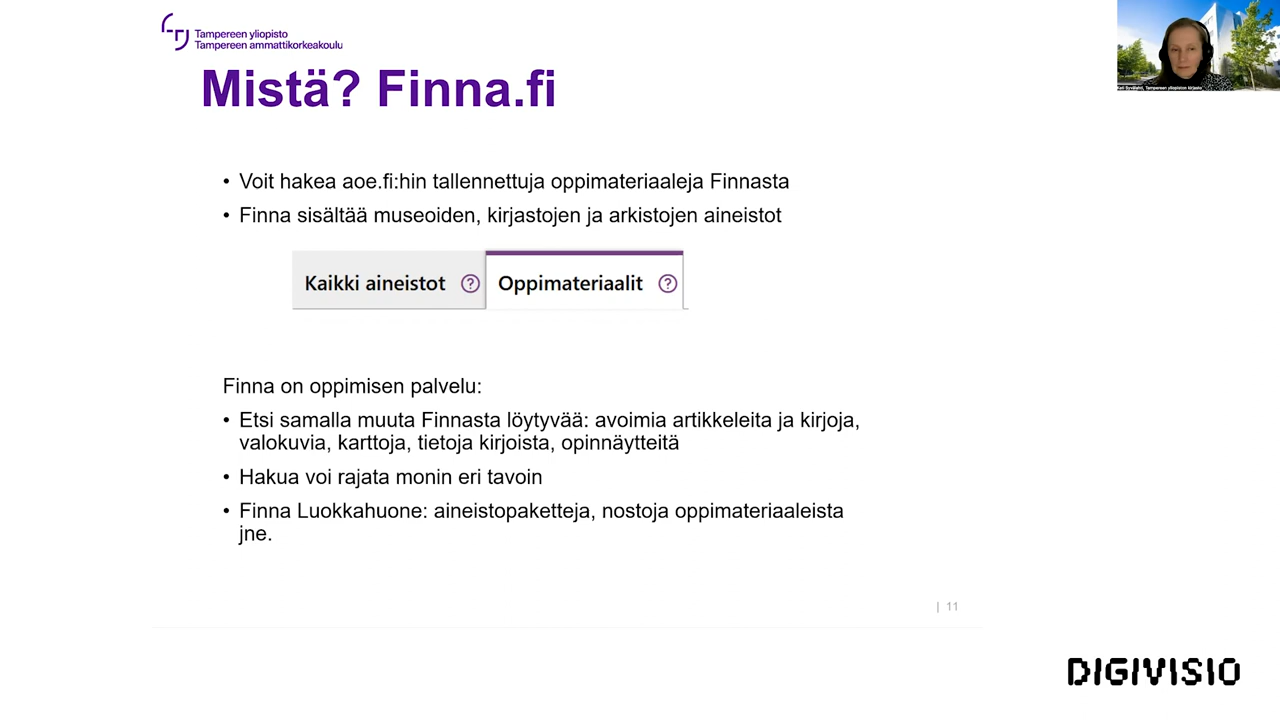 Tampereen yliopisto
Tampereen ammattikorkeakoulu
Mistä? Finna.fi
• Voit hakea aoe.fi:hin tallennettuja oppimateriaaleja Finnasta
• Finna sisältää museoiden, kirjastojen ja arkistojen aineistot
Kaikki aineistot ?
Oppimateriaalit ?
Finna on oppimisen palvelu:
• Etsi samalla muuta Finnasta löytyvää: avoimia artikkeleita ja kirjoja,
valokuvia, karttoja, tietoja kirjoista, opinnäytteitä
• Hakua voi rajata monin eri tavoin
• Finna Luokkahuone: aineistopaketteja, nostoja oppimateriaaleista
jne.
| 11
Tampereen yliopiston kirjasto
DIGIVISIO